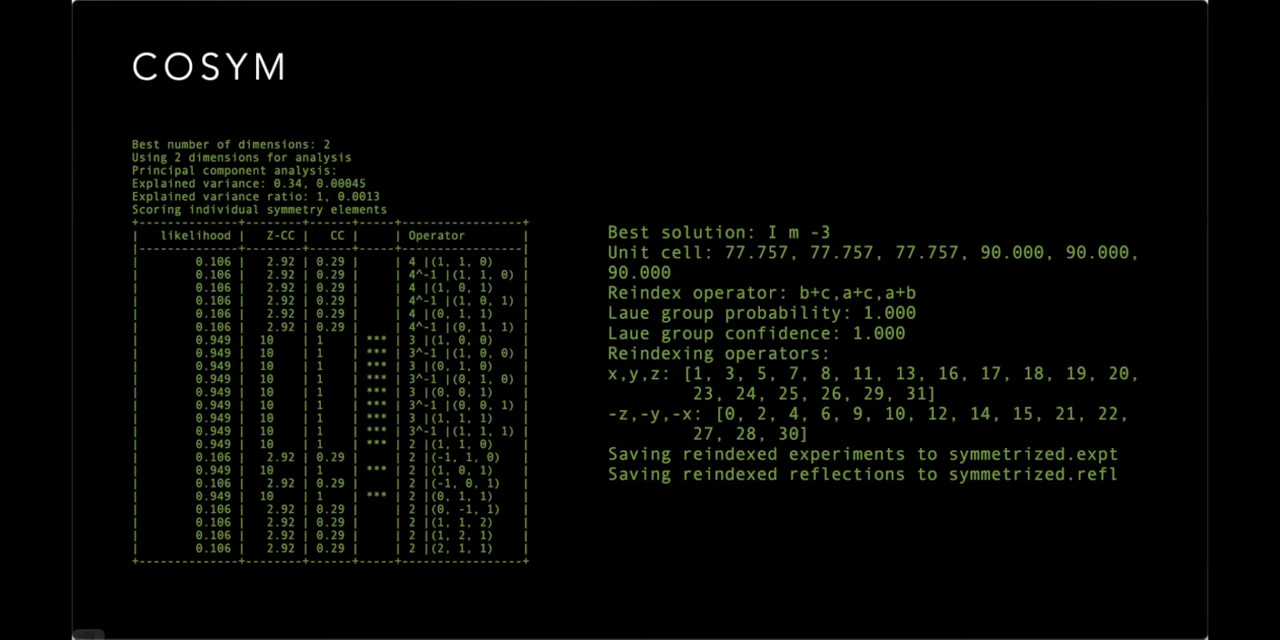 COSYM
Best number of dimensions: 2
Using 2 dimensions for analysis
Principal component analysis:
Explained variance: 0.34, 0.00045
Explained variance ratio: 1, 0.0013
Scoring individual symmetry elements
+--------------+--------+------+-----+------------------+
| likelihood | Z-CC | CC | | Operator |
|--------------+--------+------+-----+------------------|
| 0.106 | 2.92 | 0.29 | | 4 |(1, 1, 0) |
| 0.106 | 2.92 | 0.29 | | 4^-1 |(1, 1, 0) |
| 0.106 | 2.92 | 0.29 | | 4 |(1, 0, 1) |
| 0.106 | 2.92 | 0.29 | | 4^-1 |(1, 0, 1) |
| 0.106 | 2.92 | 0.29 | | 4 |(0, 1, 1) |
| 0.106 | 2.92 | 0.29 | | 4^-1 |(0, 1, 1) |
| 0.949 | 10 | 1 | *** | 3 |(1, 0, 0) |
| 0.949 | 10 | 1 | *** | 3^-1 |(1, 0, 0) |
| 0.949 | 10 | 1 | *** | 3 |(0, 1, 0) |
| 0.949 | 10 | 1 | *** | 3^-1 |(0, 1, 0) |
| 0.949 | 10 | 1 | *** | 3 |(0, 0, 1) |
| 0.949 | 10 | 1 | *** | 3^-1 |(0, 0, 1) |
| 0.949 | 10 | 1 | *** | 3 |(1, 1, 1) |
| 0.949 | 10 | 1 | *** | 3^-1 |(1, 1, 1) |
| 0.949 | 10 | 1 | *** | 2 |(1, 1, 0) |
| 0.106 | 2.92 | 0.29 | | 2 |(-1, 1, 0) |
| 0.949 | 10 | 1 | *** | 2 |(1, 0, 1) |
| 0.106 | 2.92 | 0.29 | | 2 |(-1, 0, 1) |
| 0.949 | 10 | 1 | *** | 2 |(0, 1, 1) |
| 0.106 | 2.92 | 0.29 | | 2 |(0, -1, 1) |
| 0.106 | 2.92 | 0.29 | | 2 |(1, 1, 2) |
| 0.106 | 2.92 | 0.29 | | 2 |(1, 2, 1) |
| 0.106 | 2.92 | 0.29 | | 2 |(2, 1, 1) |
+--------------+--------+------+-----+------------------+
Best solution: I m -3
Unit cell: 77.757, 77.757, 77.757, 90.000, 90.000,
90.000
Reindex operator: b+c,a+c,a+b
Laue group probability: 1.000
Laue group confidence: 1.000
Reindexing operators:
x,y,z: [1, 3, 5, 7, 8, 11, 13, 16, 17, 18, 19, 20,
23, 24, 25, 26, 29, 31]
-z,-y,-x: [0, 2, 4, 6, 9, 10, 12, 14, 15, 21, 22,
27, 28, 30]
Saving reindexed experiments to symmetrized.expt
Saving reindexed reflections to symmetrized.refl